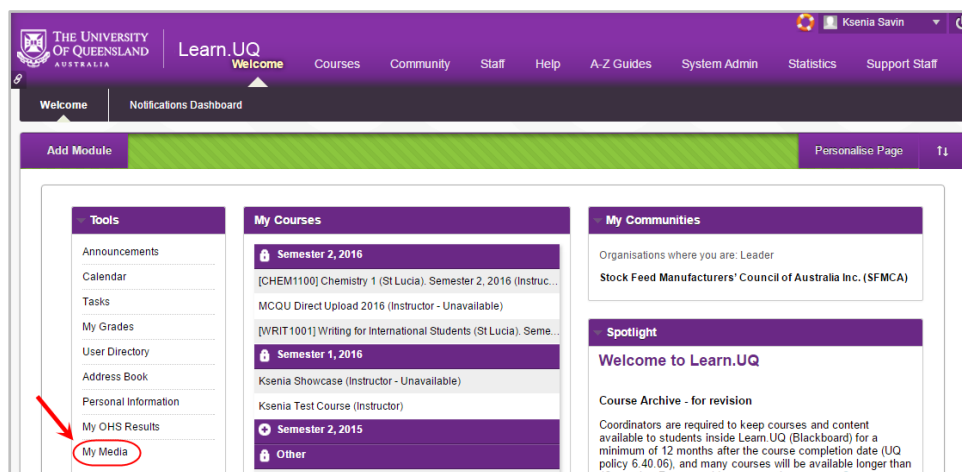 Ksenia Savin
THE UNIVERSITY
OF QUEENSLAND
AUSTRALIA
Learn.UQ
Welcome
Courses
Community
Staff
Help
A-Z Guides
System Admin
Statistics
Support Staff
Welcome
Notifications Dashboard
Add Module
Personalise Page
Tools
Announcements
Calendar
Tasks
My Grades
User Directory
Address Book
Personal Information
My OHS Results
My Media
My Courses
Semester 2, 2016
[CHEM1100] Chemistry 1 (St Lucia). Semester 2, 2016 (Instruc...
MCQU Direct Upload 2016 (Instructor - Unavailable)
[WRIT1001] Writing for International Students (St Lucia). Seme...
Semester 1, 2016
Ksenia Showcase (Instructor - Unavailable)
Ksenia Test Course (Instructor)
Semester 2, 2015
Other
My Communities
Organisations where you are: Leader
Stock Feed Manufacturers' Council of Australia Inc. (SFMCA)
Spotlight
Welcome to Learn.UQ
Course Archive - for revision
Coordinators are required to keep courses and content
available to students inside Learn.UQ (Blackboard) for a
minimum of 12 months after the course completion date (UQ
policy 6.40.06), and many courses will be available longer than